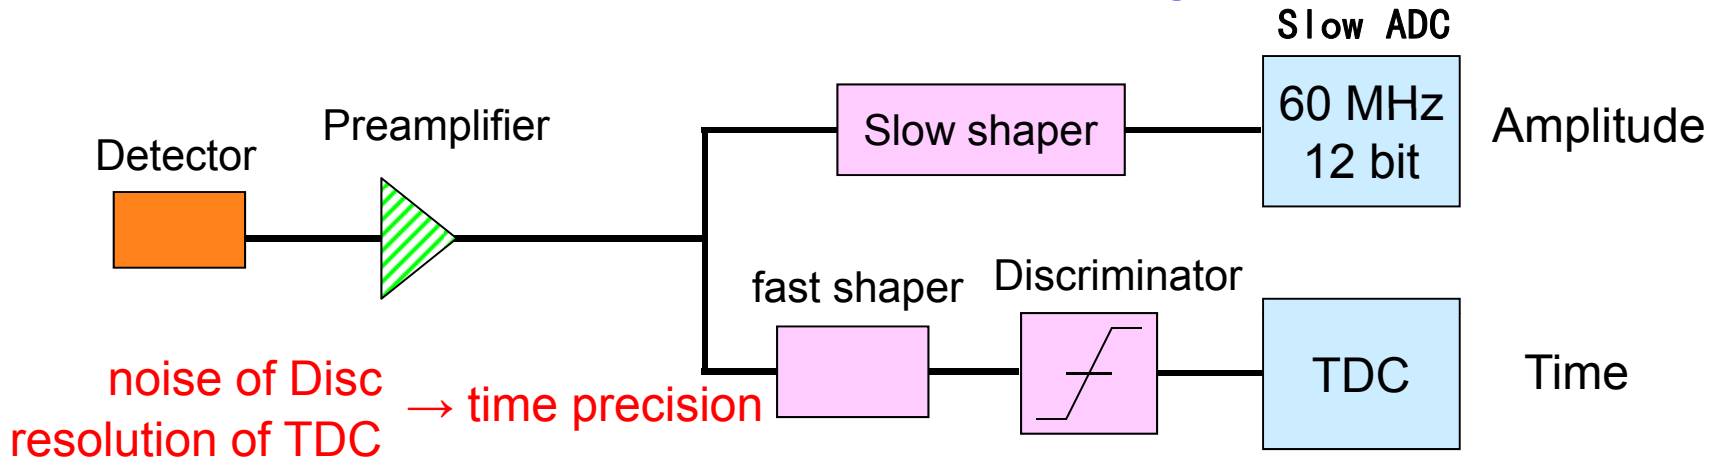 Slow ADC
60 MHz
12 bit
Amplitude
Slow shaper
Preamplifier
Detector
fast shaper
Discriminator
TDC
Time
noise of Disc
resolution of TDC
→ time precision